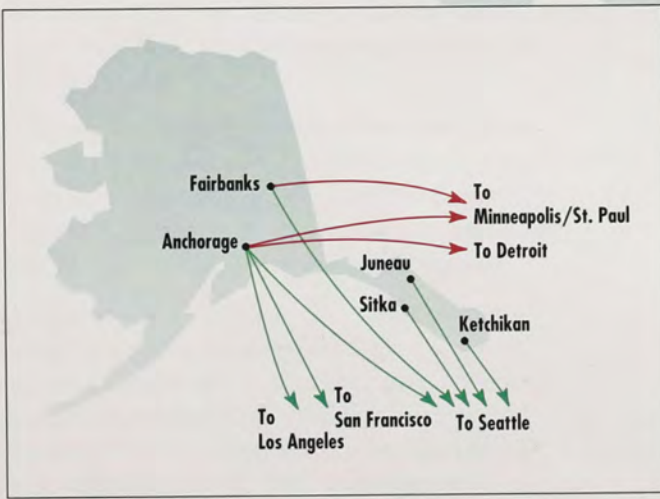 Fairbanks
To
Minneapolis/St. Paul
Anchorage
To Detroit
Juneau
Sitka
Ketchikan
To
Los Angeles
To
San Francisco
To Seattle